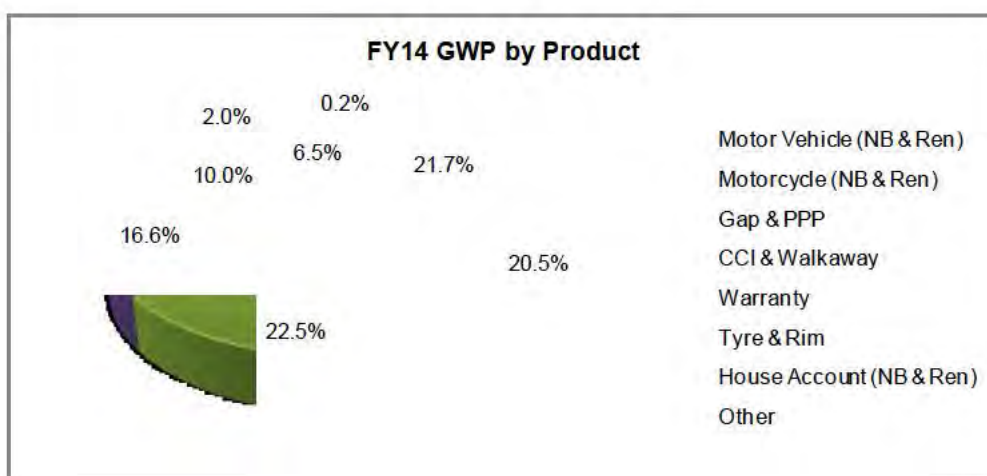 FY14 GWP by Product
0.2%
2.0%
6.5%
21.7%
10.0%
16.6%
20.5%
22.5%
Motor Vehicle (NB & Ren)
Motorcycle (NB & Ren)
Gap & PPP
CCI & Walkaway
Warranty
Tyre & Rim
House Account (NB & Ren)
Other